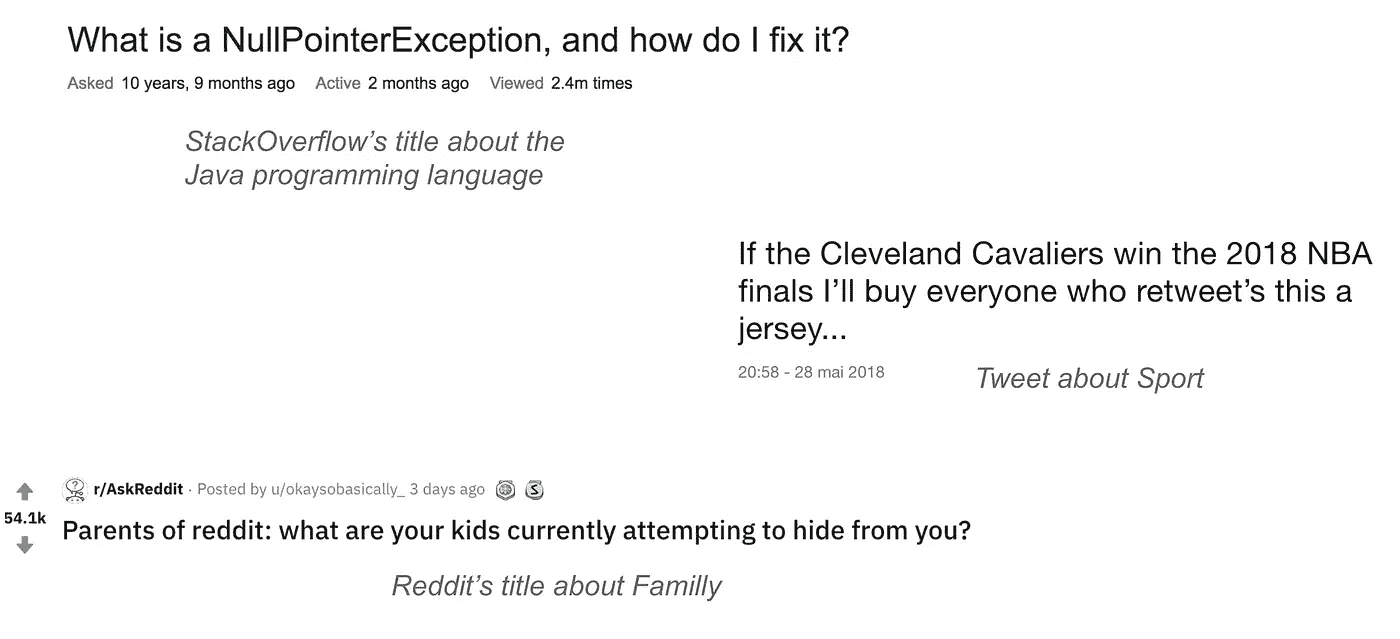 What is a NullPointerException, and how do I fix it?
Asked 10 years, 9 months ago Active 2 months ago Viewed 2.4m times
StackOverflow’s title about the
Java programming language
If the Cleveland Cavaliers win the 2018 NBA
finals I’ll buy everyone who retweet’s this a
jersey...
20:58 - 28 mai 2018
Tweet about Sport
r/AskReddit · Posted by u/okaysobasically_ 3 days ago
54.1k
Parents of reddit: what are your kids currently attempting to hide from you?
Reddit’s title about Familly